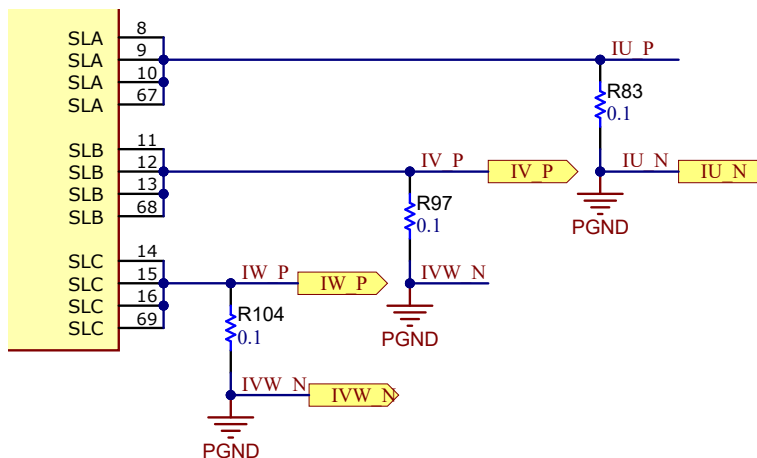 SLA 8
SLA 9 IU_P
SLA 10
SLA 67
R83
0.1
SLB 11
SLB 12 IV_P IV_P IU_N IU_N
SLB 13
SLB 68
R97
0.1
PGND
SLC 14
SLC 15 IW_P IW_P IVW_N
SLC 16
SLC 69
R104
0.1
PGND
IVW_N IVW_N
PGND